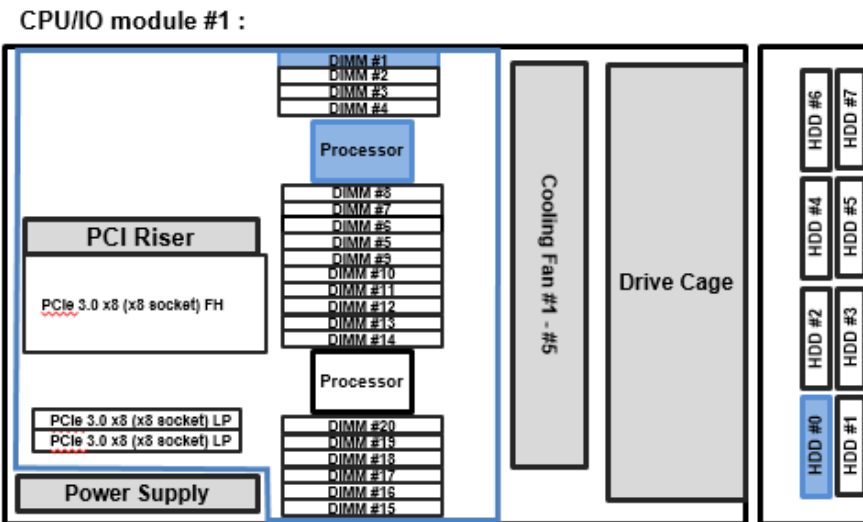 CPU/IO module #1 :
DIMM #1
DIMM #2
DIMM #3
DIMM #4
Processor
DIMM #8
DIMM #7
DIMM #6
DIMM #5
DIMM #9
DIMM #10
DIMM #11
DIMM #12
DIMM #13
DIMM #14
Processor
DIMM #20
DIMM #19
DIMM #18
DIMM #17
DIMM #16
DIMM #15
PCI Riser
PCIe 3.0 x8 (x8 socket) FH
PCIe 3.0 x8 (x8 socket) LP
PCIe 3.0 x8 (x8 socket) LP
Power Supply
Cooling Fan #1 - #5
Drive Cage
HDD #6
HDD #7
HDD #4
HDD #5
HDD #2
HDD #3
HDD #0
HDD #1